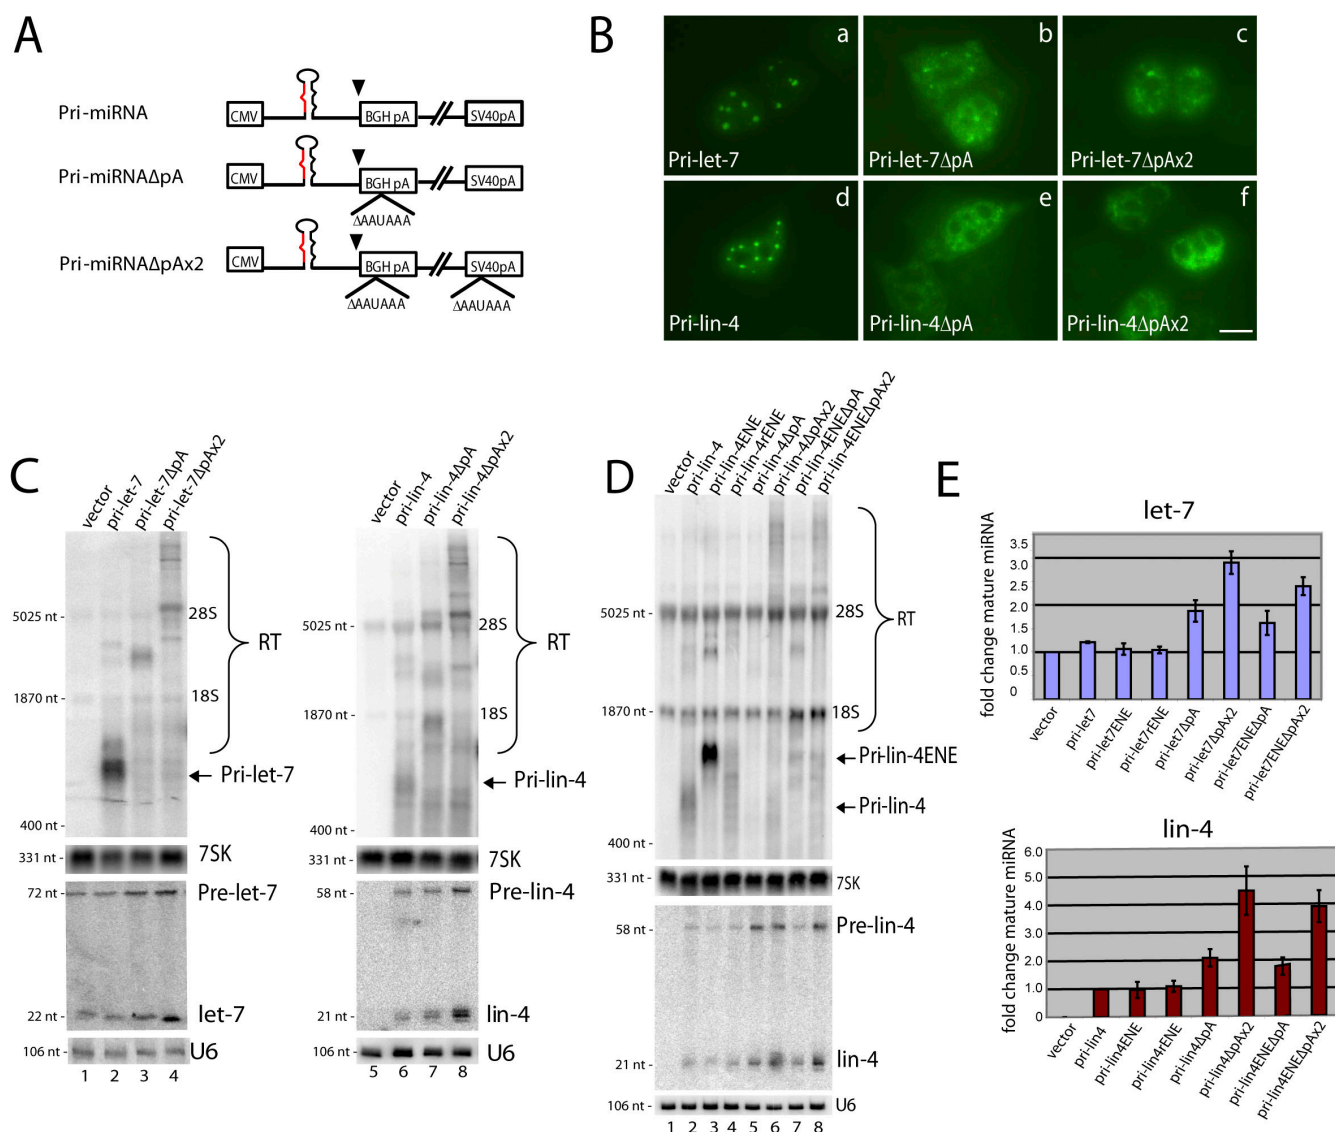 A
Pri-miRNA
CMV
BGH pA
SV40pA
Pri-miRNAΔpA
CMV
BGH pA
SV40pA
ΔAAUAAA
Pri-miRNAΔpAx2
CMV
BGH pA
SV40pA
ΔAAUAAA
ΔAAUAAA
B
a
Pri-let-7
b
Pri-let-7ΔpA
c
Pri-let-7ΔpAx2
d
Pri-lin-4
e
Pri-lin-4ΔpA
f
Pri-lin-4ΔpAx2
C
vector
pri-let-7
pri-let-7ΔpA
pri-let-7ΔpAx2
5025 nt -
28S
RT
1870 nt -
18S
Pri-let-7
400 nt -
331 nt -
7SK
72 nt -
Pre-let-7
22 nt -
let-7
106 nt -
U6
1 2 3 4
vector
pri-lin-4
pri-lin-4ΔpA
pri-lin-4ΔpAx2
5025 nt -
28S
RT
1870 nt -
18S
Pri-lin-4
400 nt -
331 nt -
7SK
58 nt -
Pre-lin-4
21 nt -
lin-4
106 nt -
U6
5 6 7 8
D
vector
pri-lin-4
pri-lin-4ENE
pri-lin-4rENE
pri-lin-4ΔpA
pri-lin-4ΔpAx2
pri-lin-4ENEΔpA
pri-lin-4ENEΔpAx2
5025 nt -
28S
RT
1870 nt -
18S
Pri-lin-4ENE
Pri-lin-4
400 nt -
331 nt -
7SK
58 nt -
Pre-lin-4
21 nt -
lin-4
106 nt -
U6
1 2 3 4 5 6 7 8
E
let-7
fold change mature miRNA
3.5
3.0
2.0
1.0
0.5
0
vector
pri-let7
pri-let7ENE
pri-let7rENE
pri-let7ΔpA
pri-let7ΔpAx2
pri-let7ENEΔpA
pri-let7ENEΔpAx2
lin-4
fold change mature miRNA
6.0
5.0
4.0
3.0
2.0
1.0
0
vector
pri-lin4
pri-lin4ENE
pri-lin4rENE
pri-lin4ΔpA
pri-lin4ΔpAx2
pri-lin4ENEΔpA
pri-lin4ENEΔpAx2